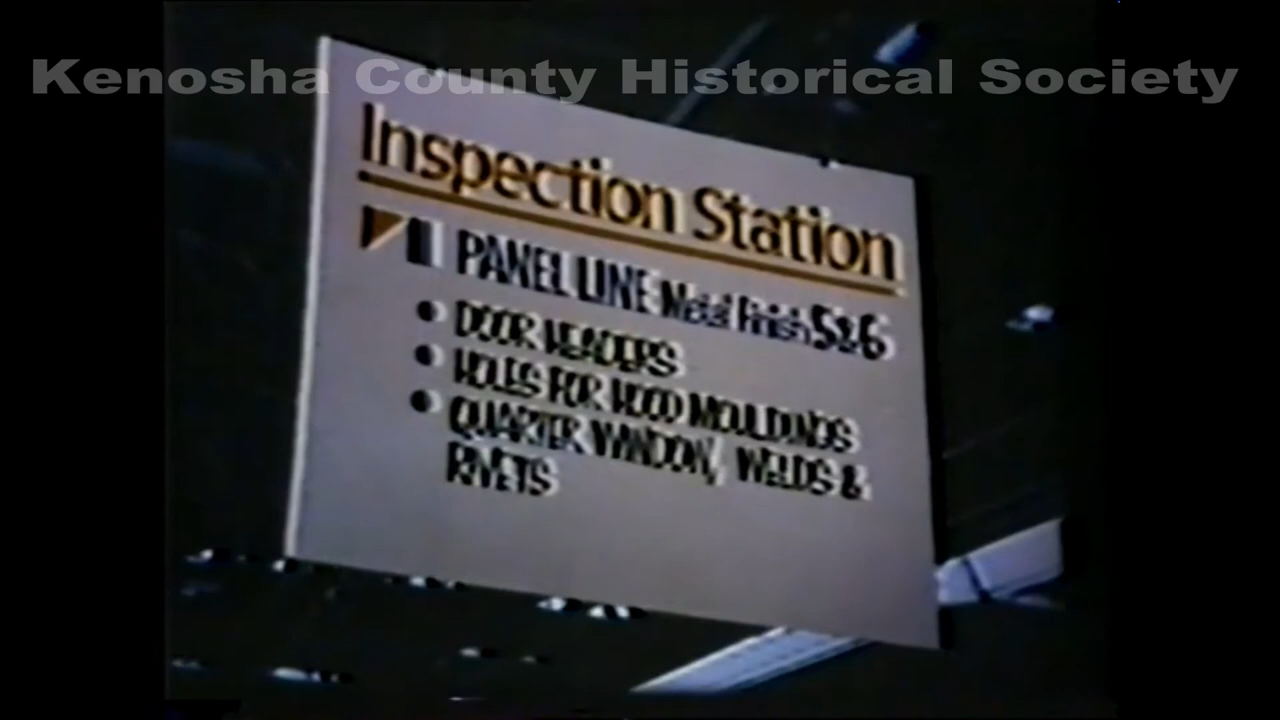 Kenosha County Historical Society
Inspection Station
PANEL LINE Metal Finish 5&6
• DOOR HEADERS
• HOLES FOR HOOD MOULDINGS
• QUARTER WINDOW, WELDS &
RIVETS